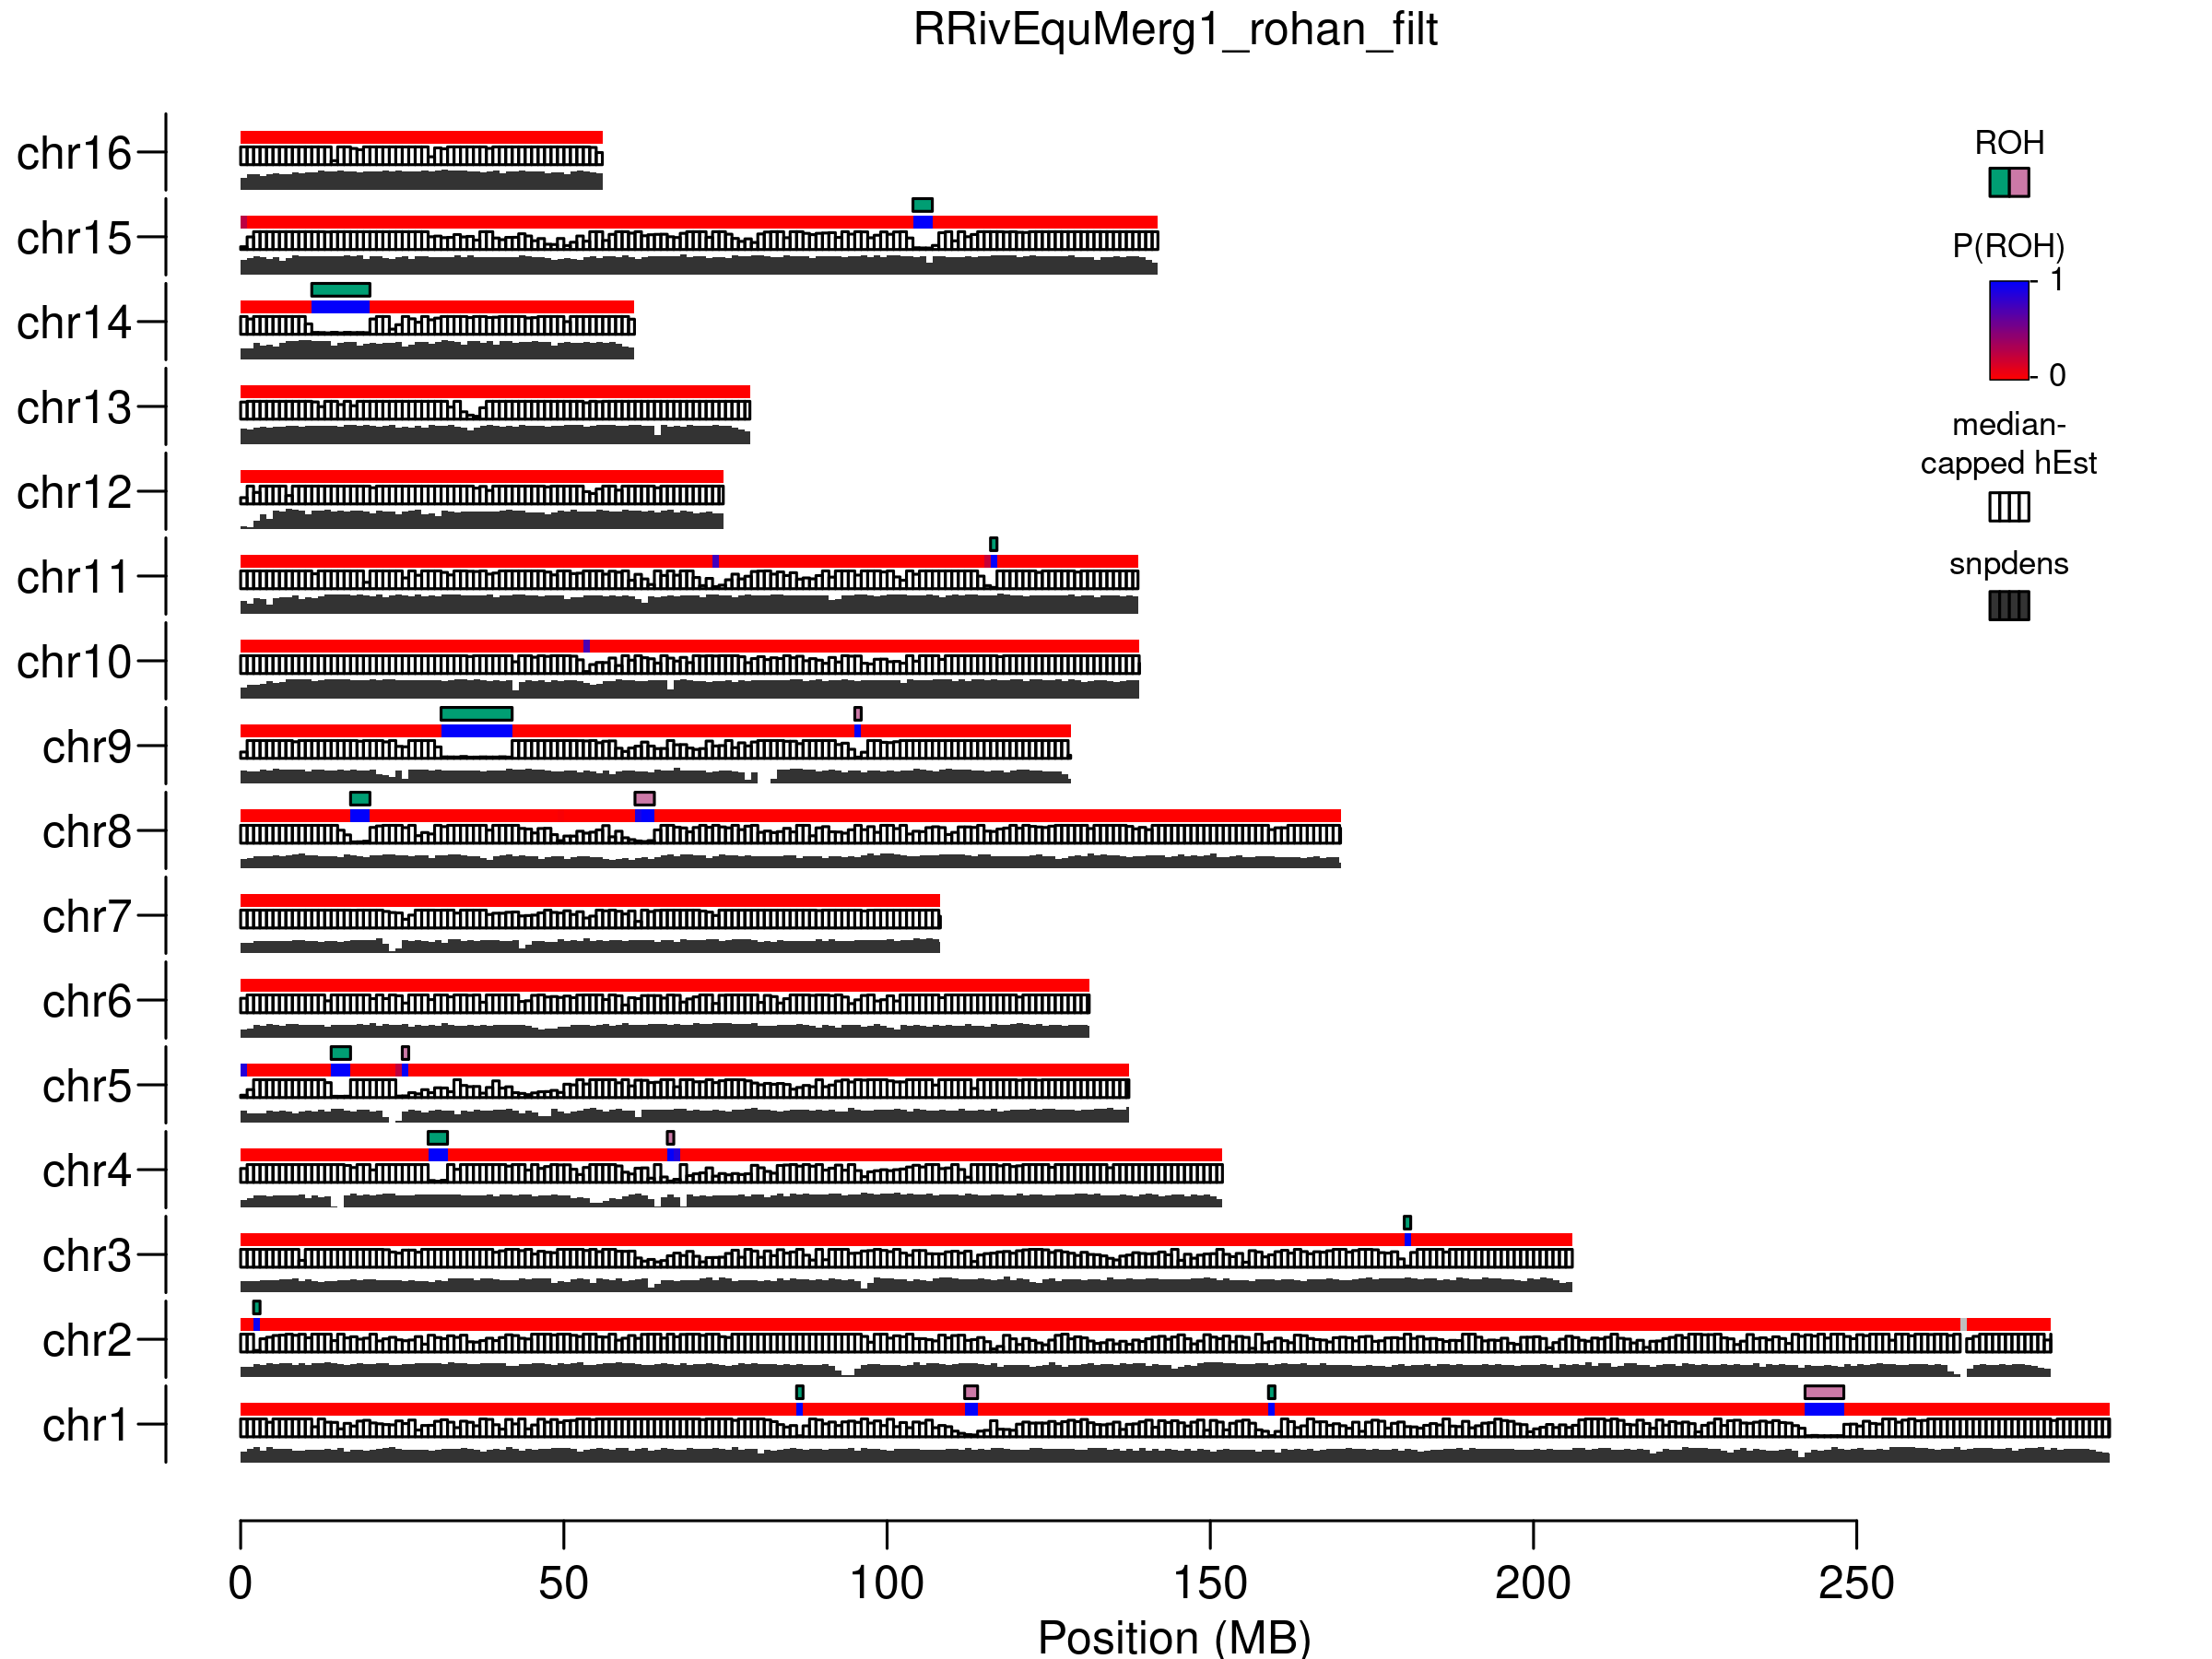 RRivEquMerg1_rohan_filt
chr16
chr15
chr14
chr13
chr12
chr11
chr10
chr9
chr8
chr7
chr6
chr5
chr4
chr3
chr2
chr1
ROH
P(ROH)
1
0
median-
capped hEst
snpdens
0 50 100 150 200 250
Position (MB)